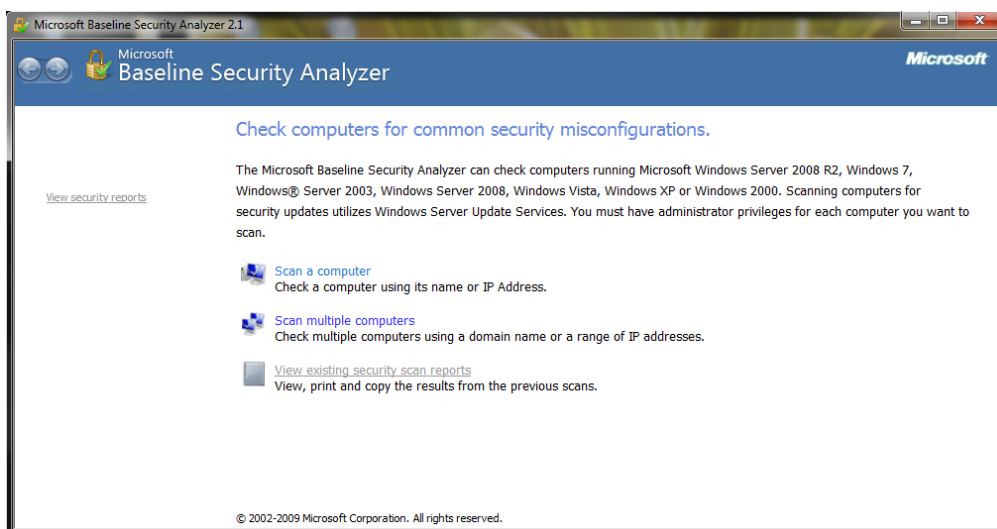 Microsoft Baseline Security Analyzer 2.1
Microsoft
Baseline Security Analyzer
Microsoft
Check computers for common security misconfigurations.
The Microsoft Baseline Security Analyzer can check computers running Microsoft Windows Server 2008 R2, Windows 7,
Windows® Server 2003, Windows Server 2008, Windows Vista, Windows XP or Windows 2000. Scanning computers for
security updates utilizes Windows Server Update Services. You must have administrator privileges for each computer you want to
scan.
View security reports
Scan a computer
Check a computer using its name or IP Address.
Scan multiple computers
Check multiple computers using a domain name or a range of IP addresses.
View existing security scan reports
View, print and copy the results from the previous scans.
© 2002-2009 Microsoft Corporation. All rights reserved.